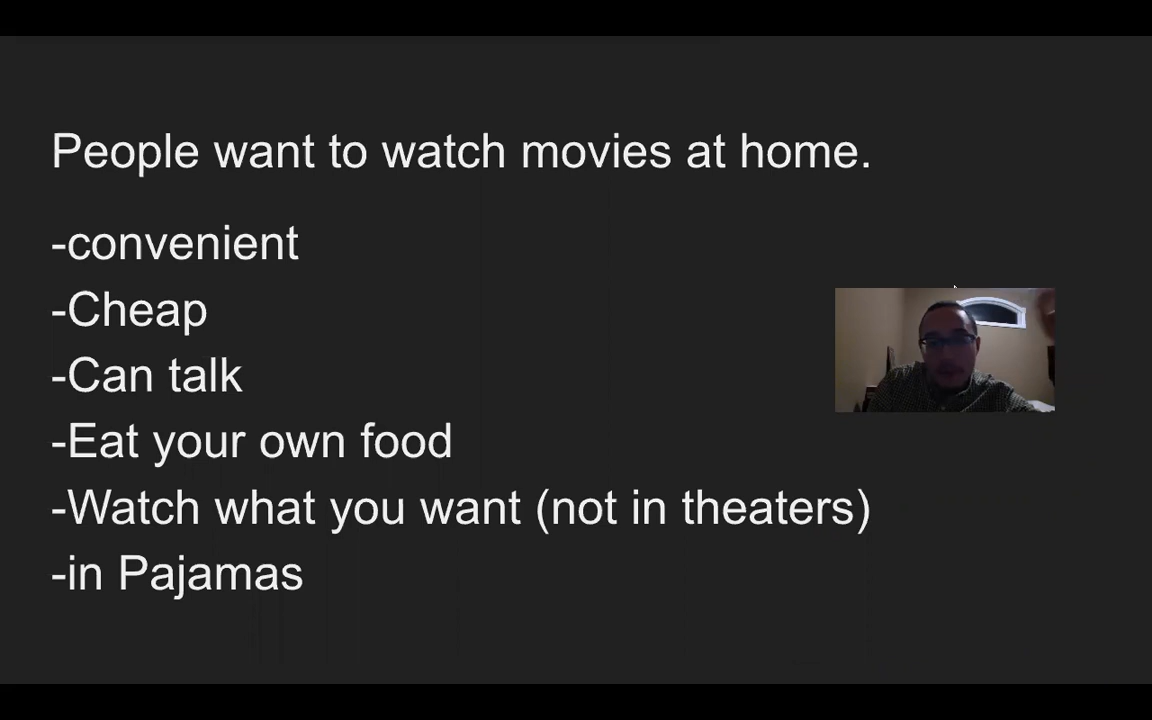 People want to watch movies at home.
-convenient
-Cheap
-Can talk
-Eat your own food
-Watch what you want (not in theaters)
-in Pajamas